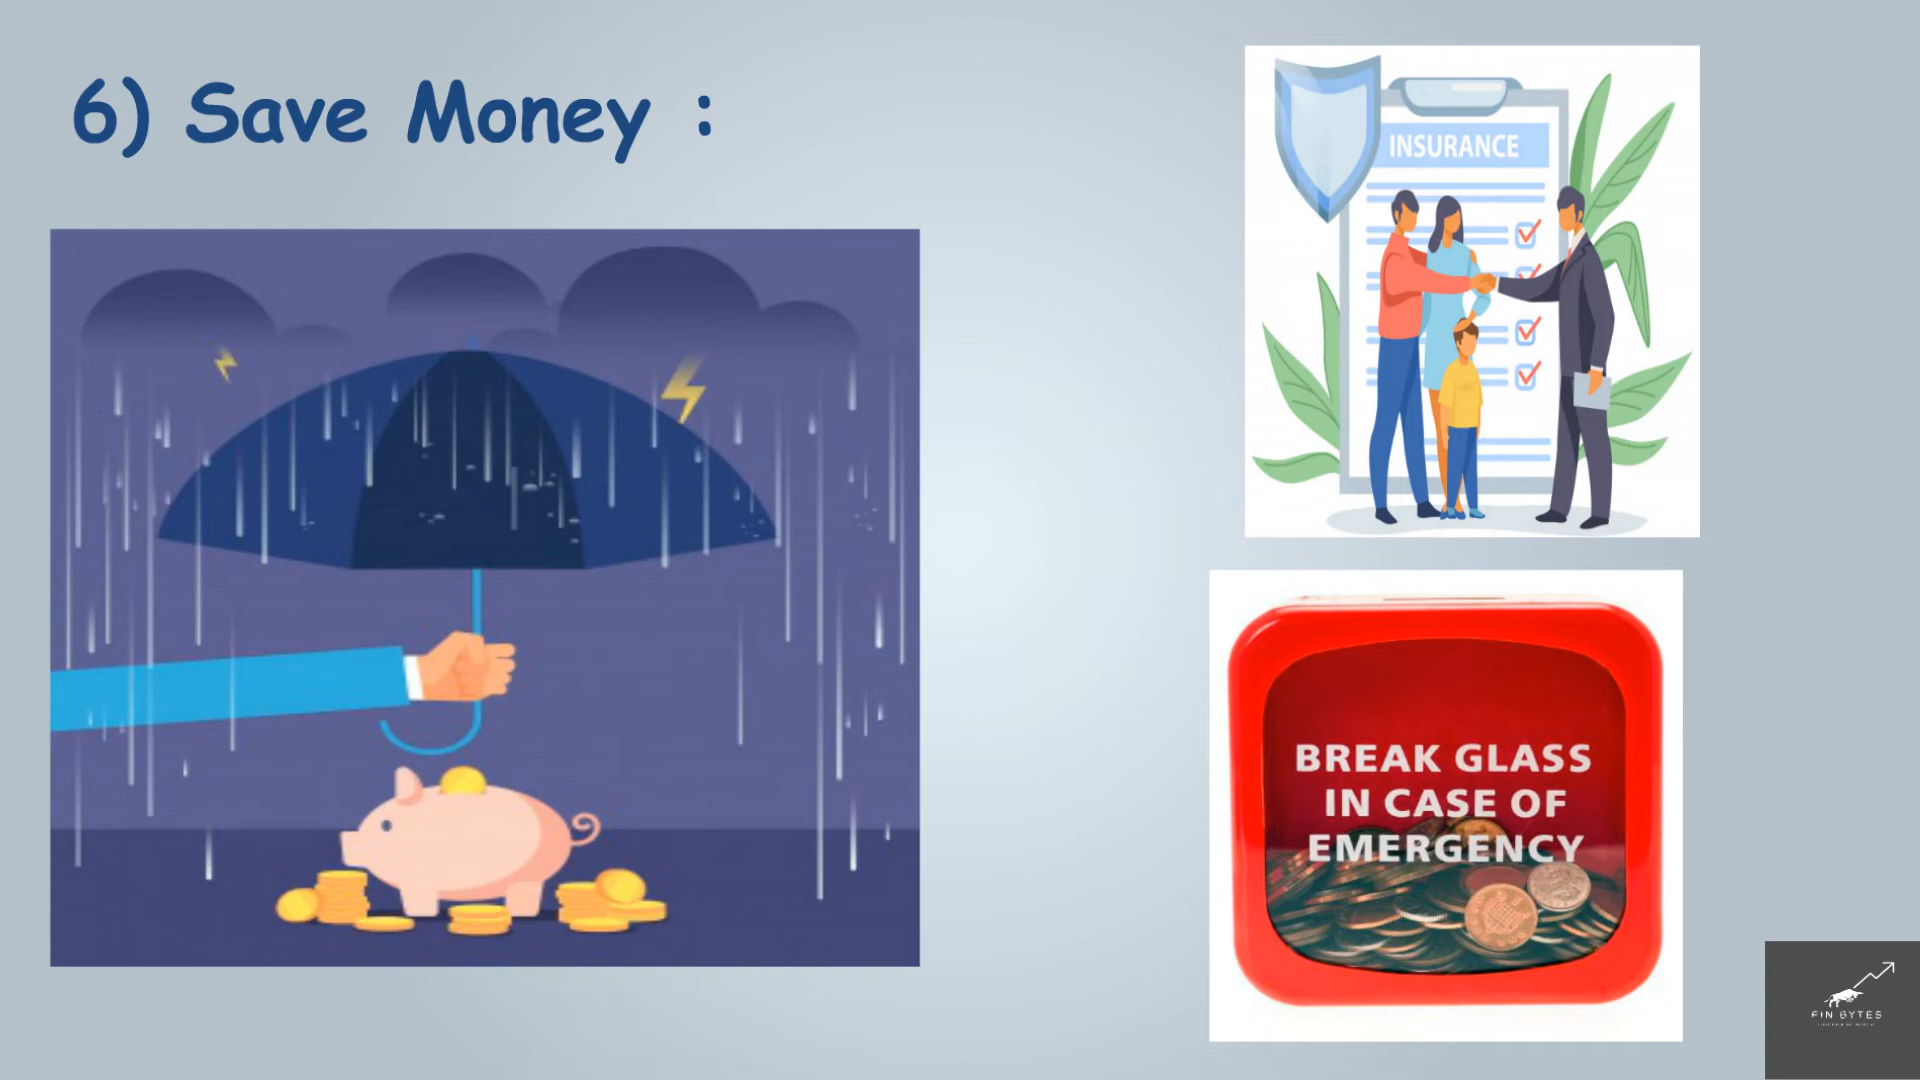 6) Save Money :
INSURANCE
BREAK GLASS
IN CASE OF
EMERGENCY
FIN BYTES